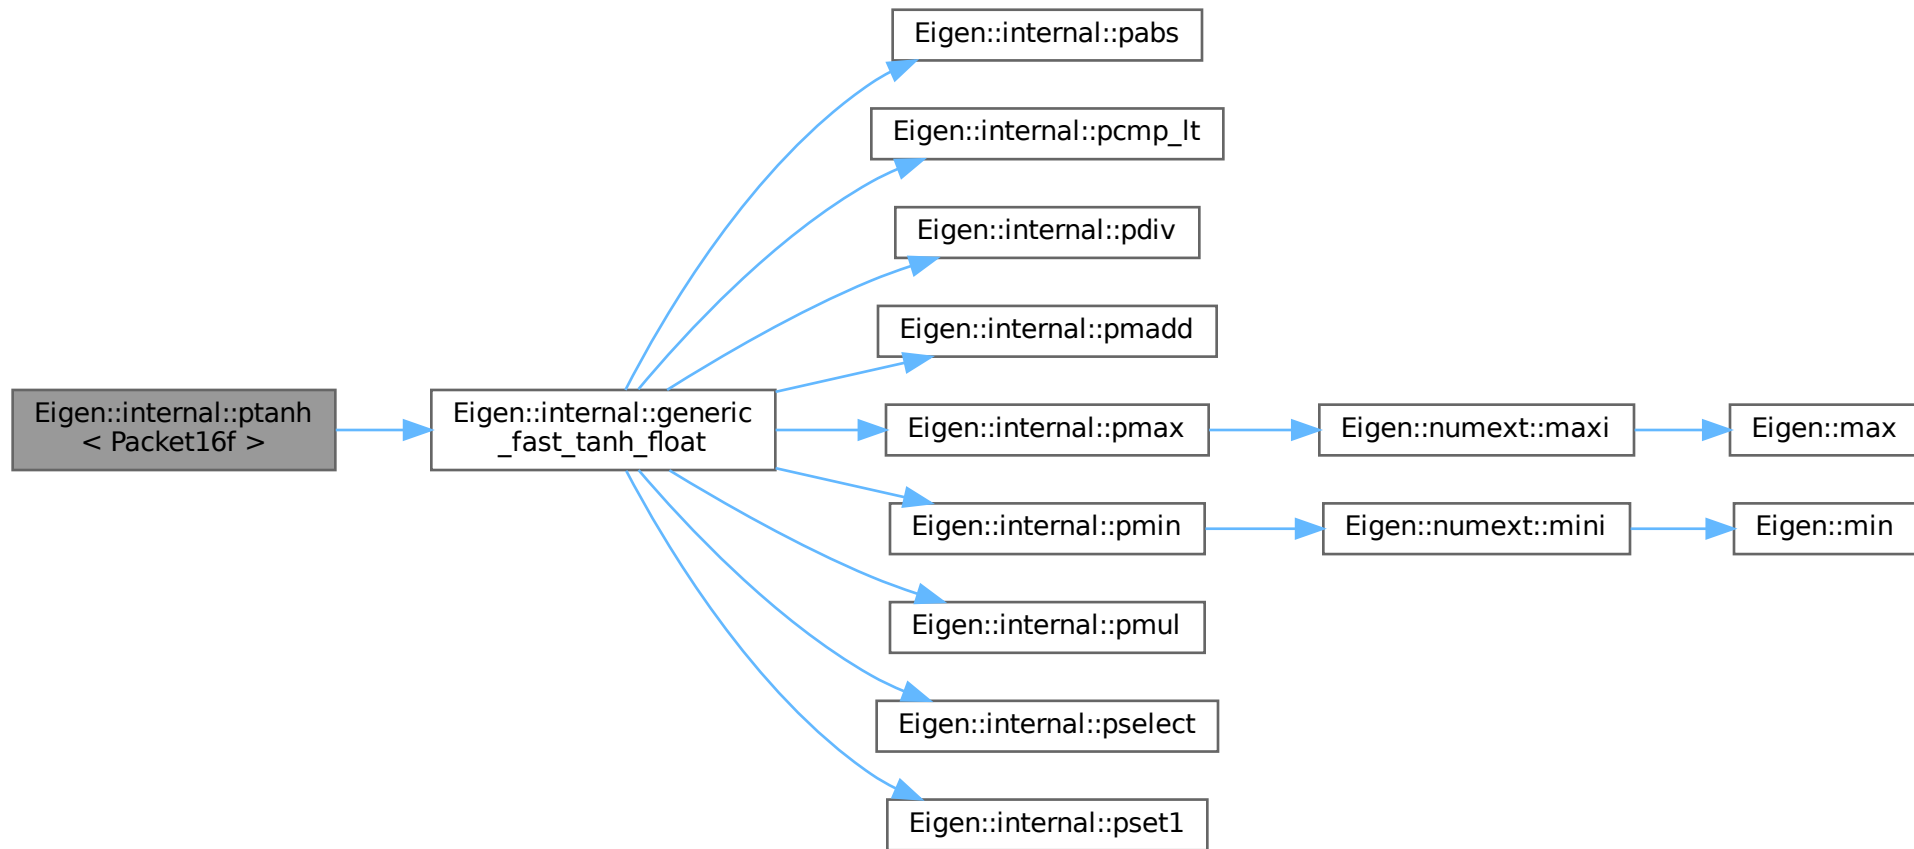 Eigen::internal::pabs
Eigen::internal::pcmp_lt
Eigen::internal::pdiv
Eigen::internal::pmadd
Eigen::internal::ptanh
< Packet16f >
Eigen::internal::generic
_fast_tanh_float
Eigen::internal::pmax
Eigen::numext::maxi
Eigen::max
Eigen::internal::pmin
Eigen::numext::mini
Eigen::min
Eigen::internal::pmul
Eigen::internal::pselect
Eigen::internal::pset1